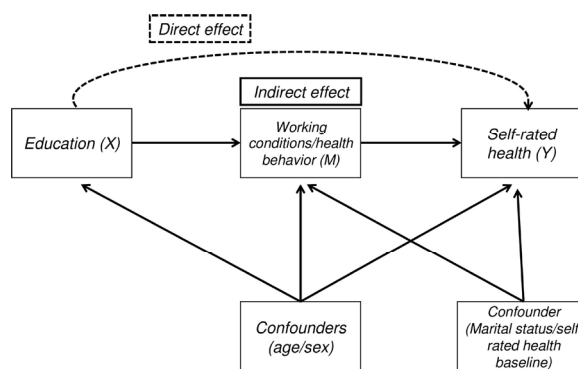 Direct effect
Indirect effect
Education (X)
Working
conditions/health
behavior (M)
Self-rated
health (Y)
Confounders
(age/sex)
Confounder
(Marital status/self
rated health
baseline)